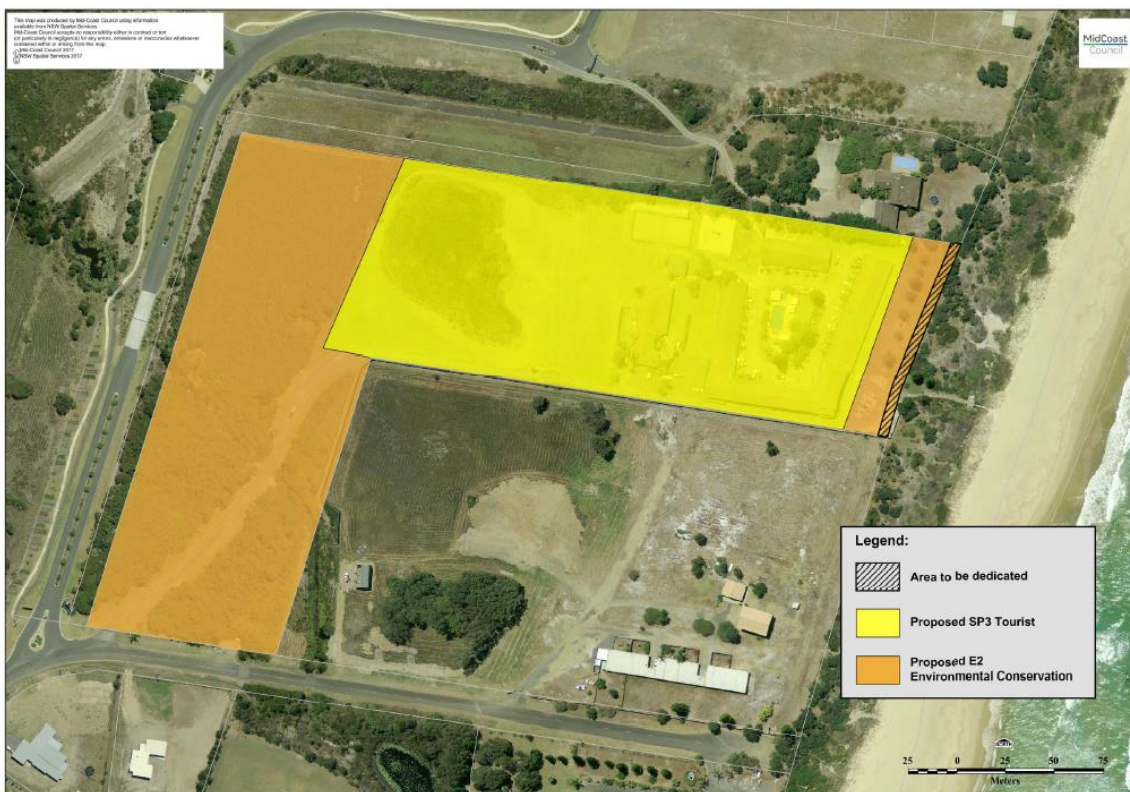 This map was produced by Mid-Coast Council using information
available from NSW Spatial Services.
Mid-Coast Council accepts no responsibility either in contract or tort
(or particularly in negligence) for any errors, omissions or inaccuracies whatsoever
contained within or arising from this map.
© Mid-Coast Council 2017
© NSW Spatial Services 2017
MidCoast
Council
Legend:
Area to be dedicated
Proposed SP3 Tourist
Proposed E2
Environmental Conservation
25 0 25 50 75
Meters